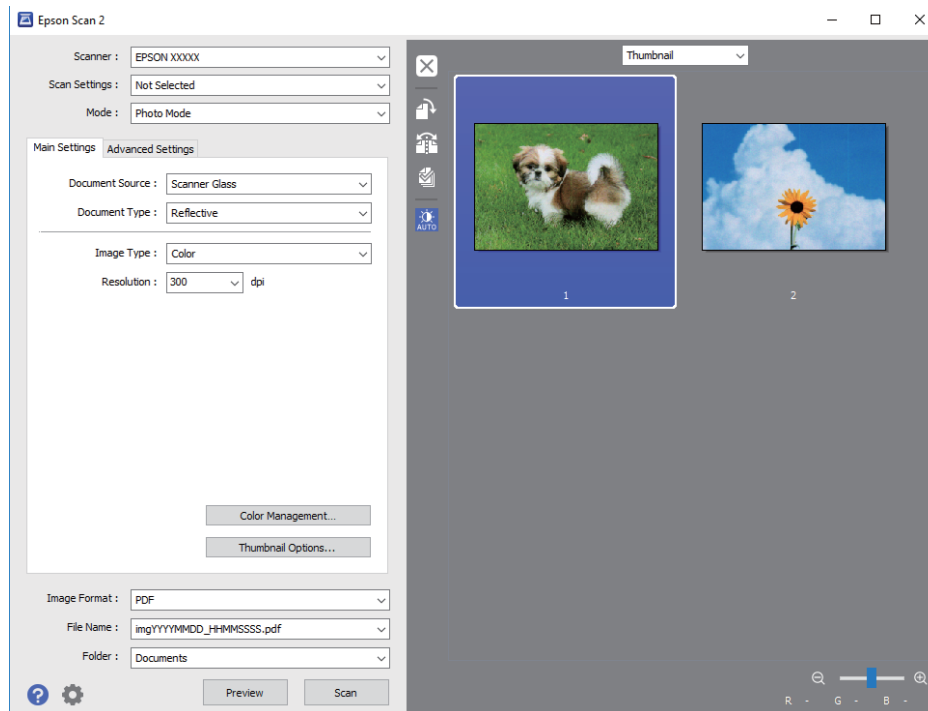 Epson Scan 2
Scanner : EPSON XXXXX
Scan Settings : Not Selected
Mode : Photo Mode
Main Settings Advanced Settings
Document Source : Scanner Glass
Document Type : Reflective
Image Type : Color
Resolution : 300 dpi
Color Management...
Thumbnail Options...
Image Format : PDF
File Name : imgYYYYMMDD_HHMMSSSS.pdf
Folder : Documents
? Preview Scan
Thumbnail
AUTO
1 2
R - G - B -